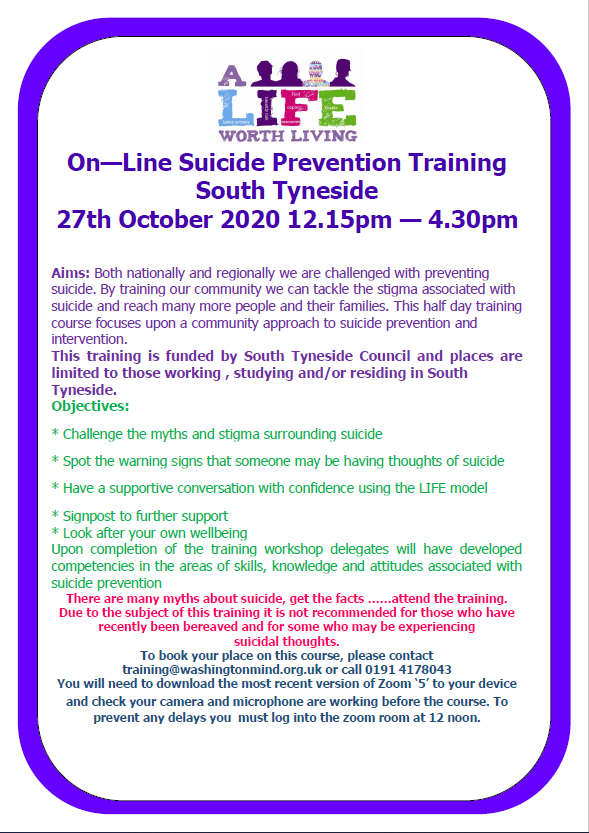 A
LIFE
WORTH LIVING
On—Line Suicide Prevention Training
South Tyneside
27th October 2020 12.15pm — 4.30pm
Aims: Both nationally and regionally we are challenged with preventing
suicide. By training our community we can tackle the stigma associated with
suicide and reach many more people and their families. This half day training
course focuses upon a community approach to suicide prevention and
intervention.
This training is funded by South Tyneside Council and places are
limited to those working , studying and/or residing in South
Tyneside.
Objectives:
* Challenge the myths and stigma surrounding suicide
* Spot the warning signs that someone may be having thoughts of suicide
* Have a supportive conversation with confidence using the LIFE model
* Signpost to further support
* Look after your own wellbeing
Upon completion of the training workshop delegates will have developed
competencies in the areas of skills, knowledge and attitudes associated with
suicide prevention
There are many myths about suicide, get the facts ……attend the training.
Due to the subject of this training it is not recommended for those who have
recently been bereaved and for some who may be experiencing
suicidal thoughts.
To book your place on this course, please contact
training@washingtonmind.org.uk or call 0191 4178043
You will need to download the most recent version of Zoom ‘5’ to your device
and check your camera and microphone are working before the course. To
prevent any delays you  must log into the zoom room at 12 noon.